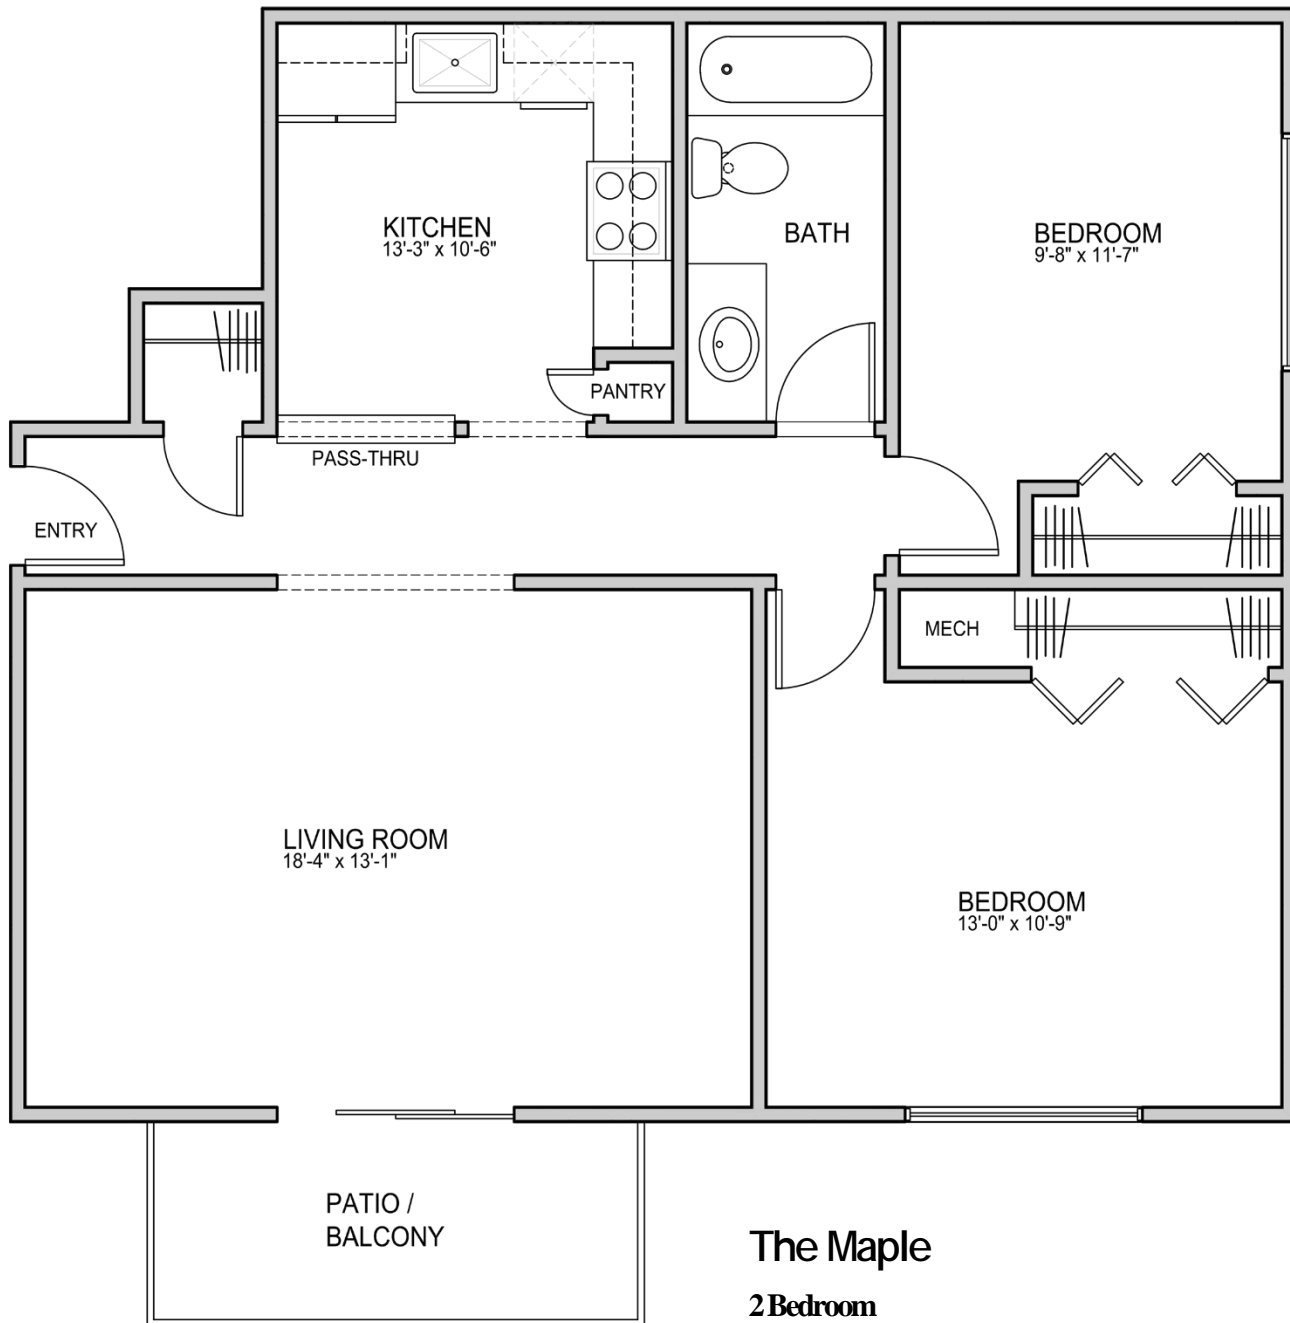 KITCHEN
13'-3" x 10'-6"
BATH
BEDROOM
9'-8" x 11'-7"
PANTRY
PASS-THRU
ENTRY
MECH
LIVING ROOM
18'-4" x 13'-1"
BEDROOM
13'-0" x 10'-9"
PATIO /
BALCONY
The Maple
2 Bedroom